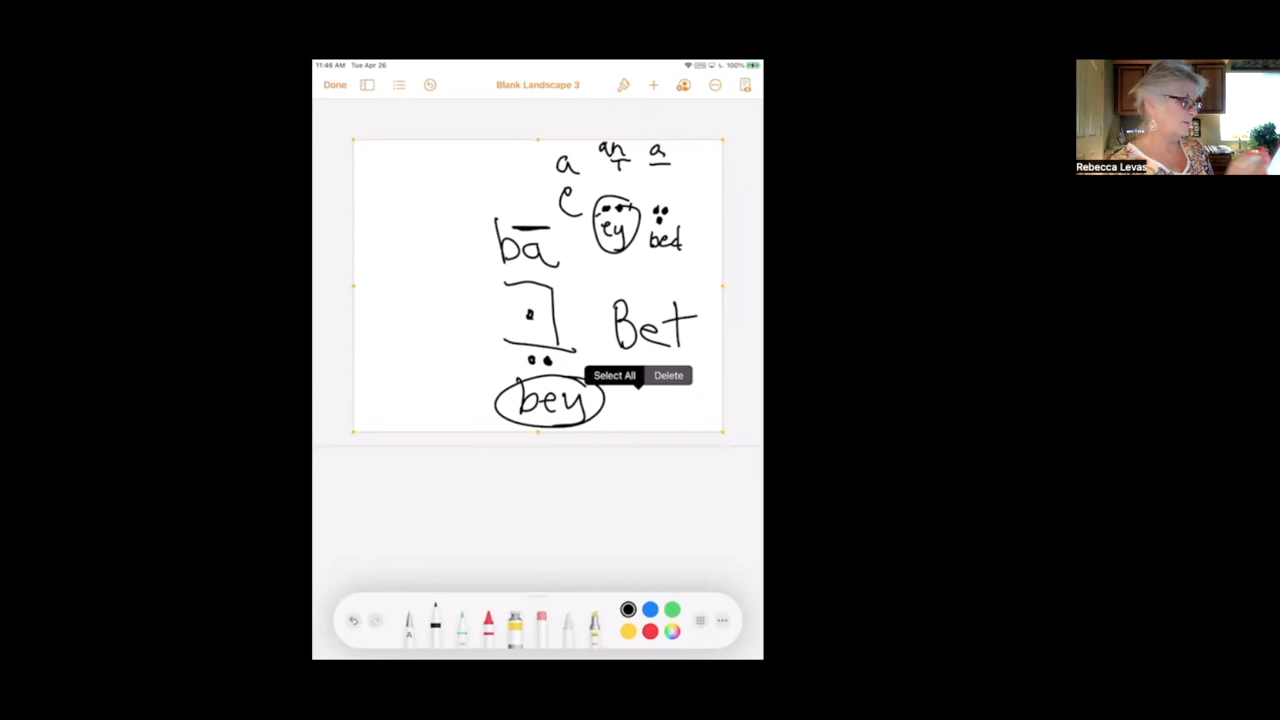 11:46 AM Tue Apr 26
100%
Done
Blank Landscape 3
a an a
T
e ey bed
ba
בֵּ
Bet
Select All Delete
bey
Rebecca Levas
A